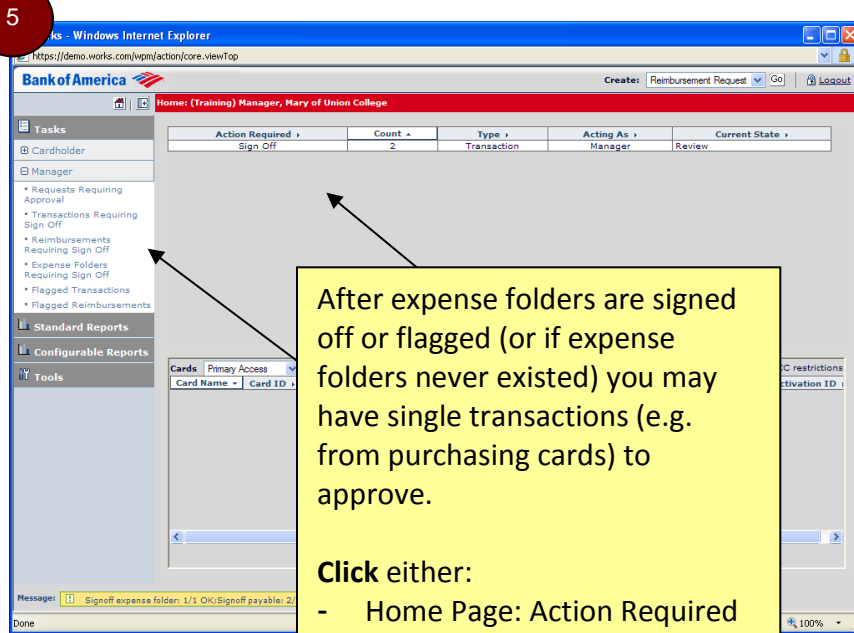 5
ks - Windows Internet Explorer
https://demo.works.com/wpm/action/core.viewTop
Bank of America
Create: Reimbursement Request Go Logout
Home: (Training) Manager, Mary of Union College
Tasks
Cardholder
Manager
• Requests Requiring
Approval
• Transactions Requiring
Sign Off
• Reimbursements
Requiring Sign Off
• Expense Folders
Requiring Sign Off
• Flagged Transactions
• Flagged Reimbursements
Standard Reports
Configurable Reports
Tools
Action Required Count Type Acting As Current State
Sign Off 2 Transaction Manager Review
Cards Primary Access
C restrictions
Card Name Card ID
ctivation ID
After expense folders are signed
off or flagged (or if expense
folders never existed) you may
have single transactions (e.g.
from purchasing cards) to
approve.
Click either:
- Home Page: Action Required
Message: Signoff expense folder: 1/1 OK;Signoff payable: 2/
Done
100%